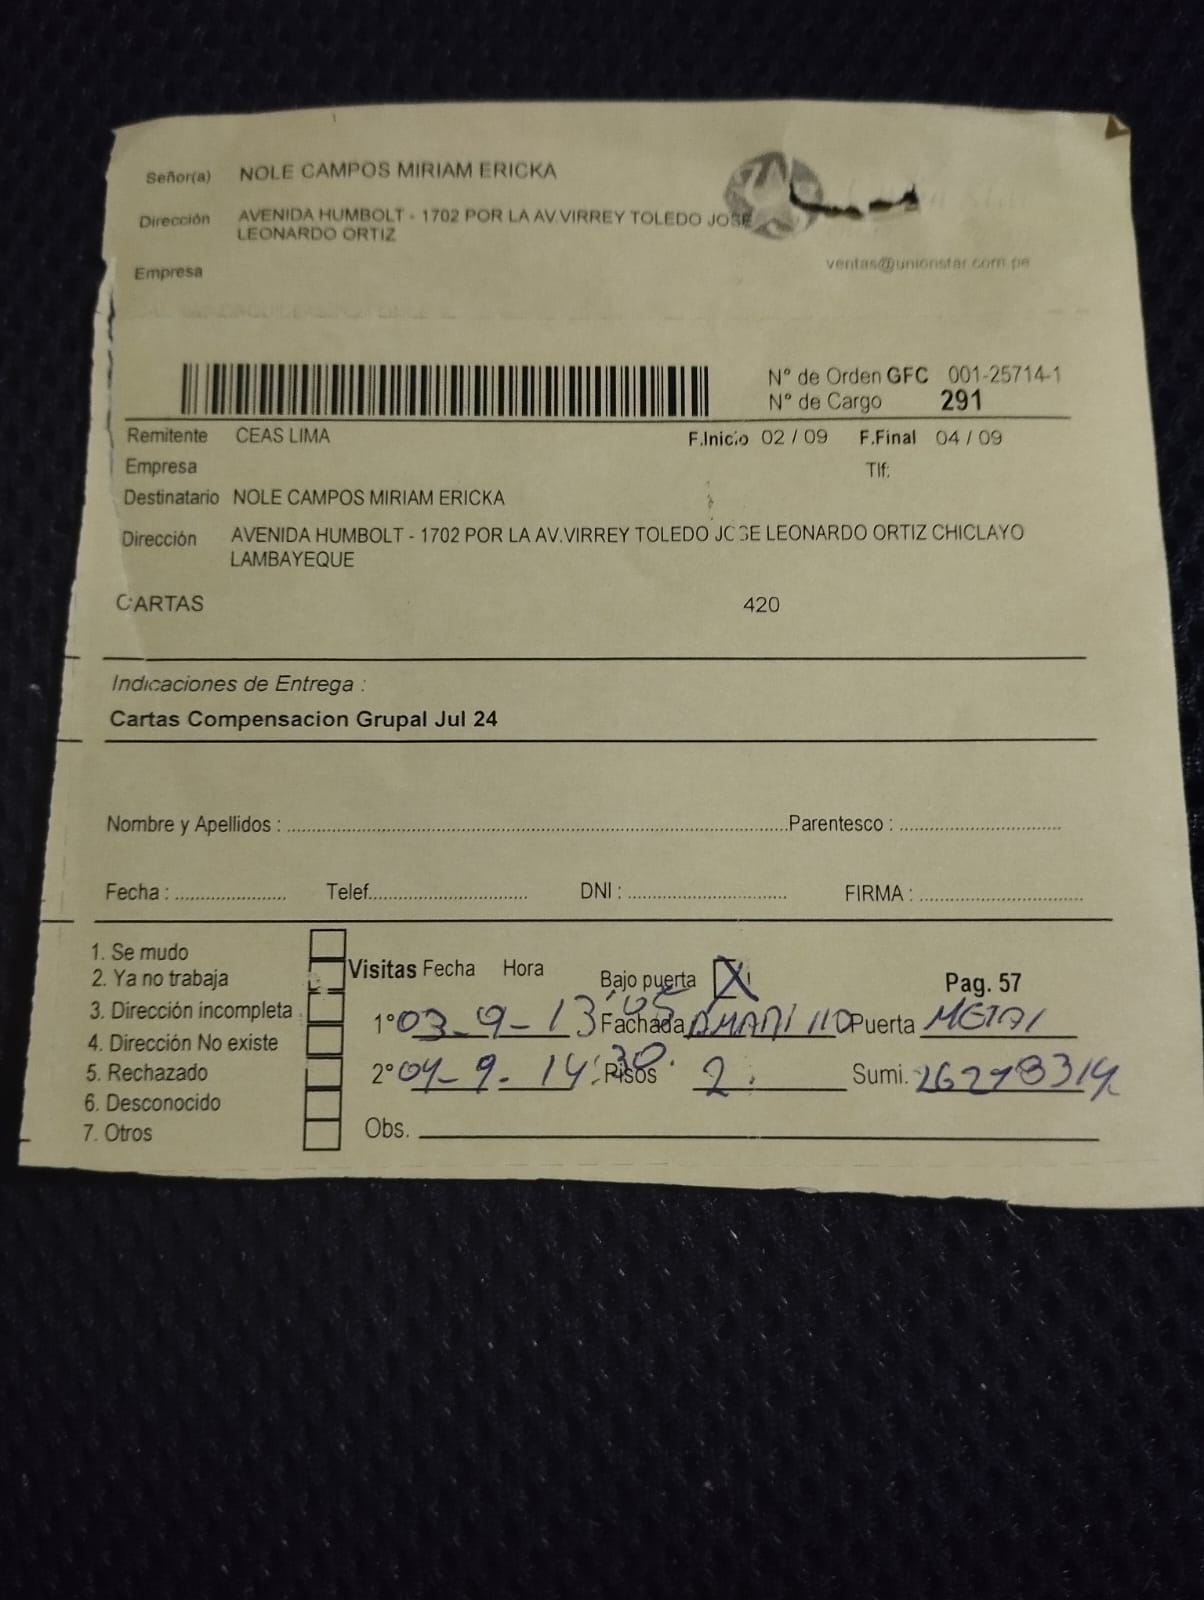 Señor(a) NOLE CAMPOS MIRIAM ERICKA
Dirección AVENIDA HUMBOLT - 1702 POR LA AV.VIRREY TOLEDO JOSE
LEONARDO ORTIZ
Empresa
ventas@unionstar.com.pe
N° de Orden GFC 001-25714-1
N° de Cargo 291
Remitente CEAS LIMA F.Inicio 02 / 09 F.Final 04 / 09
Empresa Tlf:
Destinatario NOLE CAMPOS MIRIAM ERICKA
Dirección AVENIDA HUMBOLT - 1702 POR LA AV.VIRREY TOLEDO JOSE LEONARDO ORTIZ CHICLAYO
LAMBAYEQUE
CARTAS 420
Indicaciones de Entrega :
Cartas Compensacion Grupal Jul 24
Nombre y Apellidos : Parentesco :
Fecha : Telef. DNI : FIRMA :
1. Se mudo
2. Ya no trabaja
3. Dirección incompleta
4. Dirección No existe
5. Rechazado
6. Desconocido
7. Otros
Visitas Fecha Hora Bajo puerta X Pag. 57
1° 03-9-13:05 Fachada AMARILLO Puerta METAL
2° 04-9-14:30. Pisos 2. Sumi.
Obs.